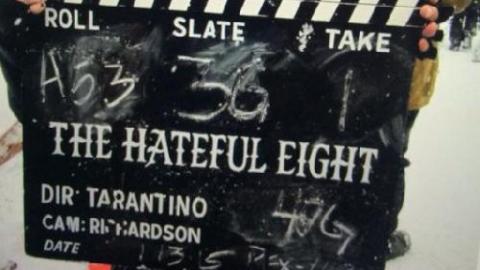 ROLL SLATE TAKE
A53 36 1
THE HATEFUL EIGHT
DIR: TARANTINO
CAM: RICHARDSON
DATE